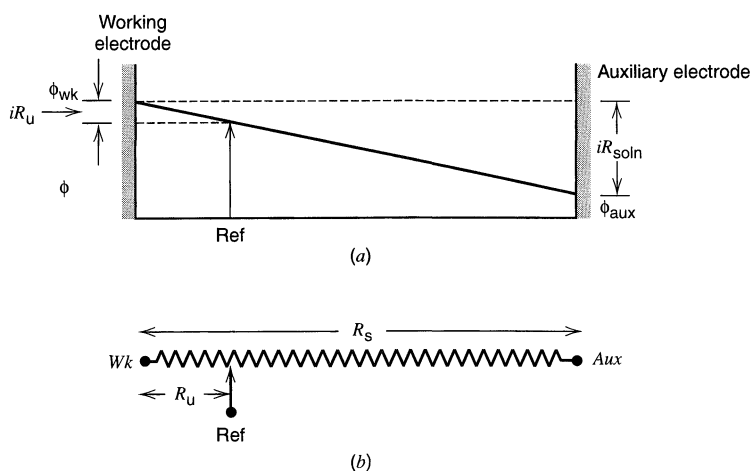 Working
electrode
Auxiliary electrode
ϕwk
iRu
iRsoln
ϕ
ϕaux
Ref
(a)
Rs
Wk
Aux
Ru
Ref
(b)